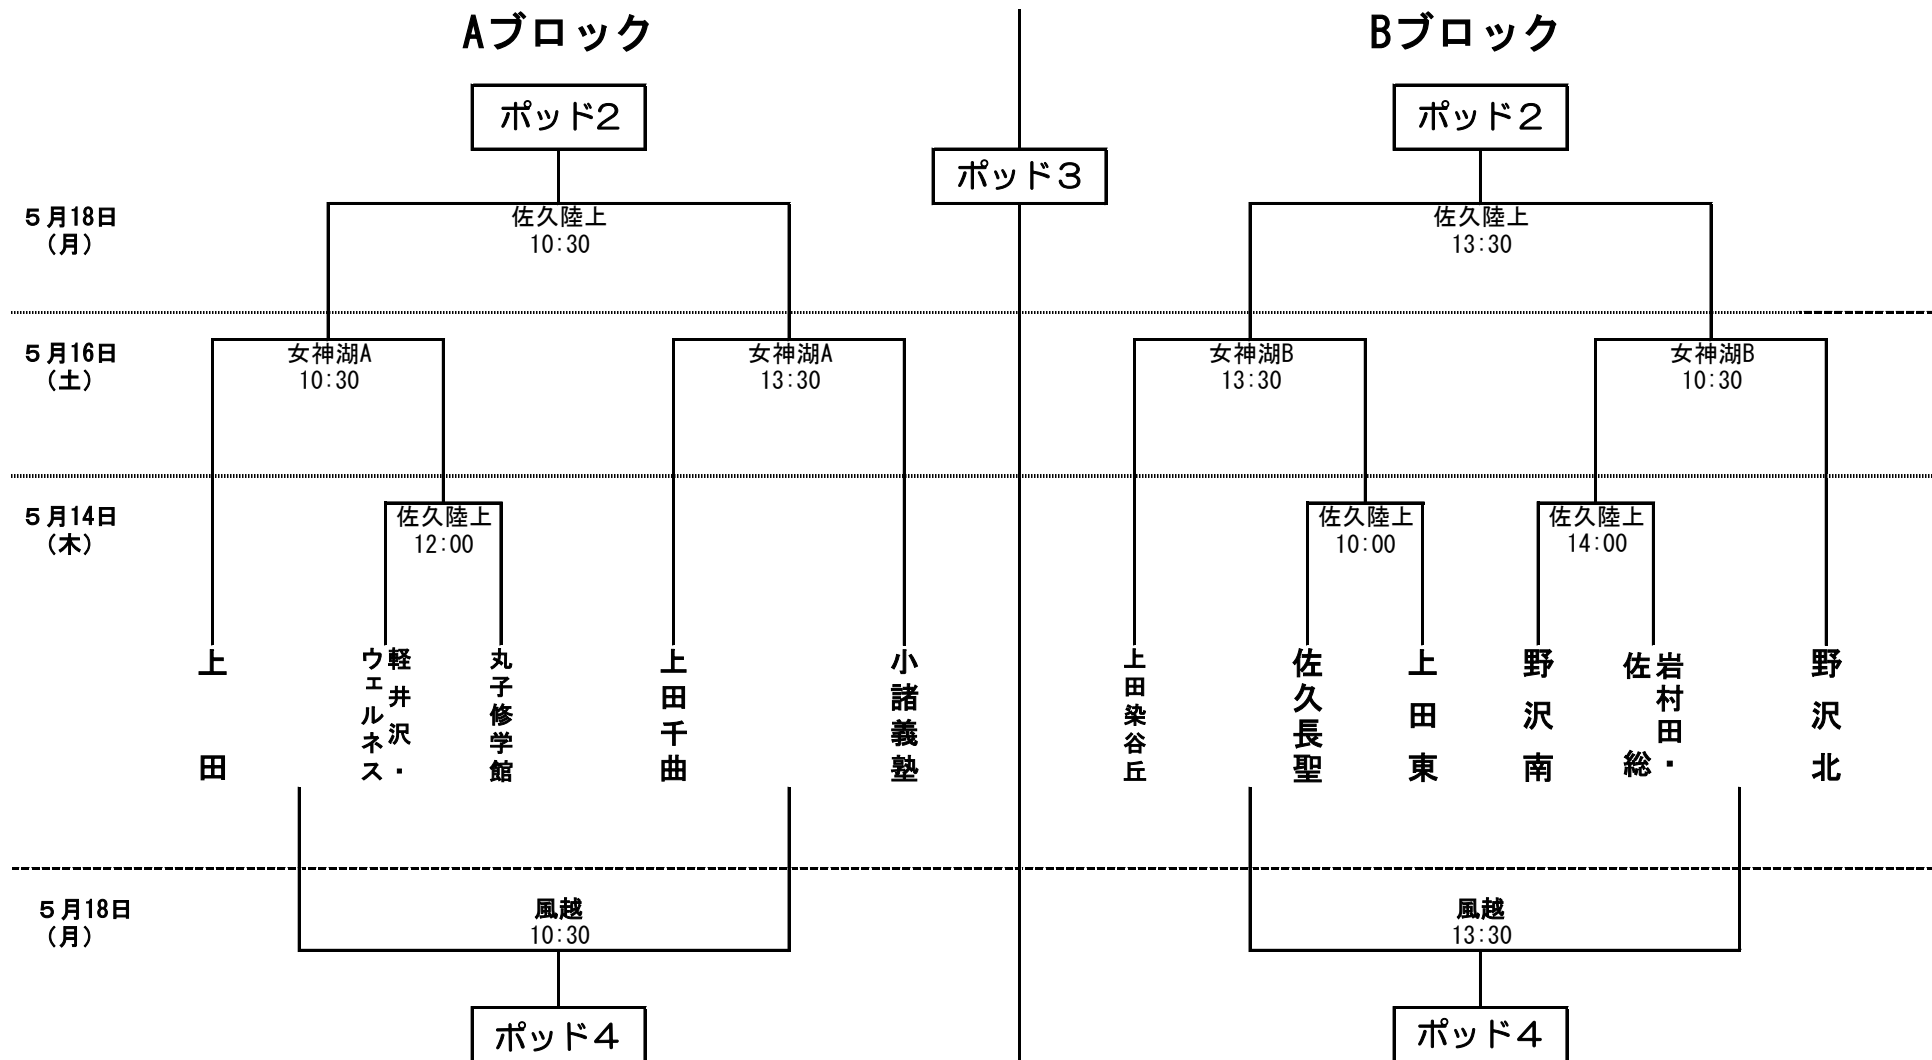 Aブロック
Bブロック
ポッド2
ポッド２
ポッド３
５月18日
（月）
佐久陸上
10:30
佐久陸上
13:30
５月16日
（土）
女神湖A
10:30
女神湖A
13:30
女神湖B
13:30
女神湖B
10:30
５月14日
（木）
佐久陸上
12:00
佐久陸上
10:00
佐久陸上
14:00
上田
軽井沢・
ウェルネス
丸子修学館
上田千曲
小諸義塾
上田染谷丘
佐久長聖
上田東
野沢南
岩村田・
佐総
野沢北
５月18日
（月）
風越
10:30
風越
13:30
ポッド４
ポッド４